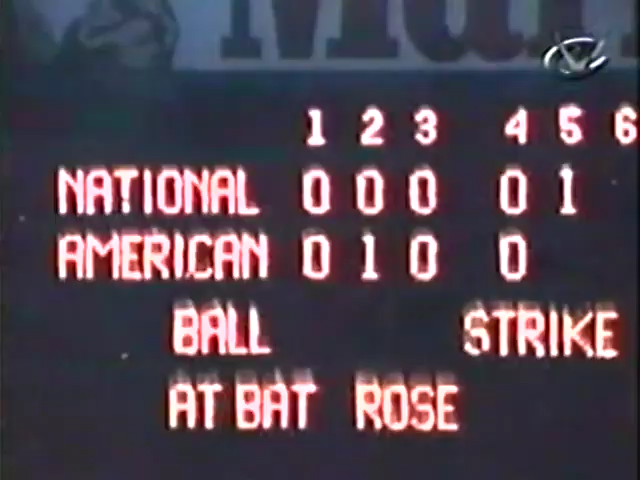 1 2 3 4 5 6
NATIONAL 0 0 0 0 1
AMERICAN 0 1 0 0
BALL STRIKE
AT BAT ROSE